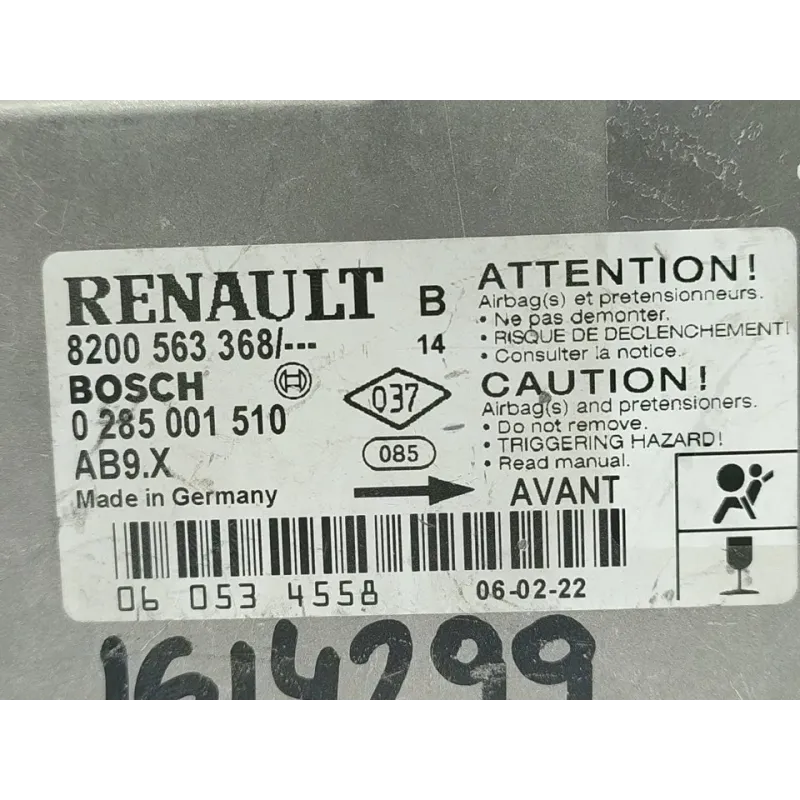 RENAULT B
8200 563 368/--- 14
BOSCH
0 285 001 510
037
AB9.X
085
Made in Germany
AVANT
06 053 4558
06-02-22
ATTENTION!
Airbag(s) et pretensionneurs.
• Ne pas demonter.
• RISQUE DE DECLENCHEMENT!
• Consulter la notice.
CAUTION!
Airbag(s) and pretensioners.
• Do not remove.
• TRIGGERING HAZARD!
• Read manual.
1614299